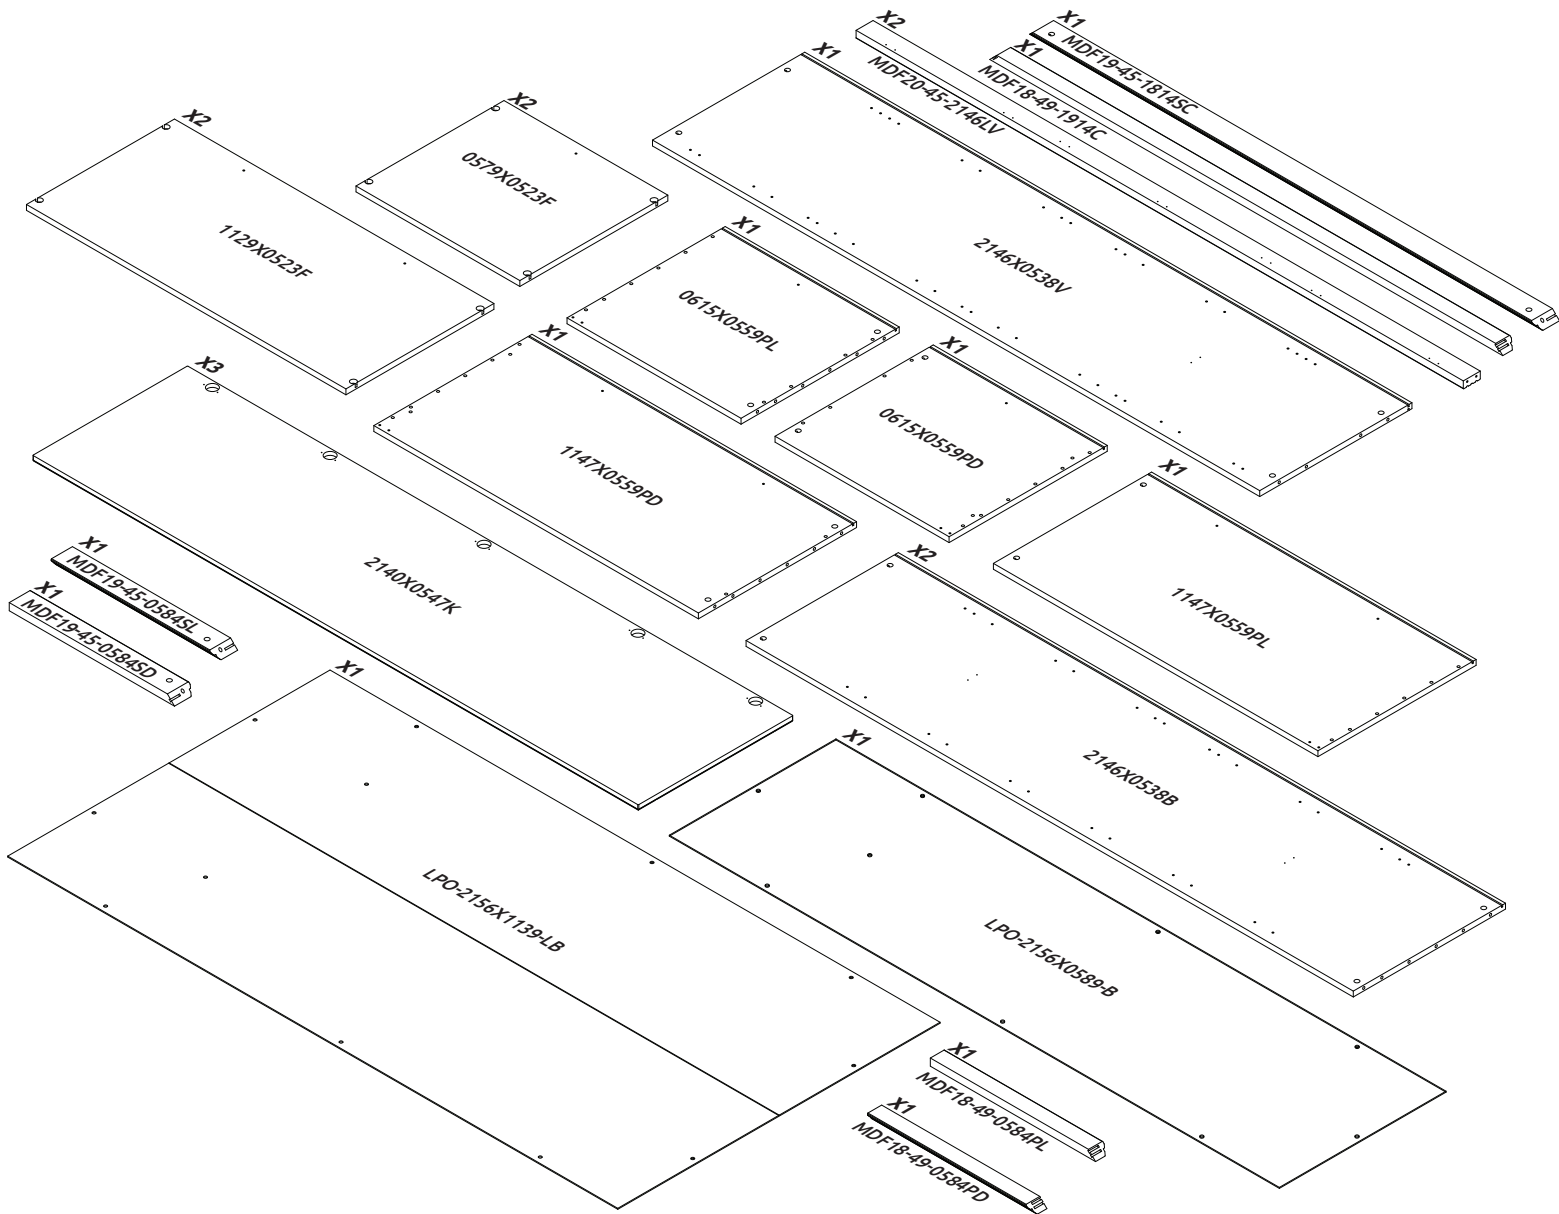 X2
MDF20-45-2146LV
X1
MDF19-45-1814SC
X1
MDF18-49-1914C
X1
2146X0538V
X2
0579X0523F
X2
1129X0523F
X1
0615X0559PL
X1
1147X0559PD
X1
0615X0559PD
X3
2140X0547K
X1
1147X0559PL
X2
2146X0538B
X1
MDF19-45-0584SL
X1
MDF19-45-0584SD
X1
LPO-2156X1139-LB
X1
LPO-2156X0589-B
X1
MDF18-49-0584PL
X1
MDF18-49-0584PD